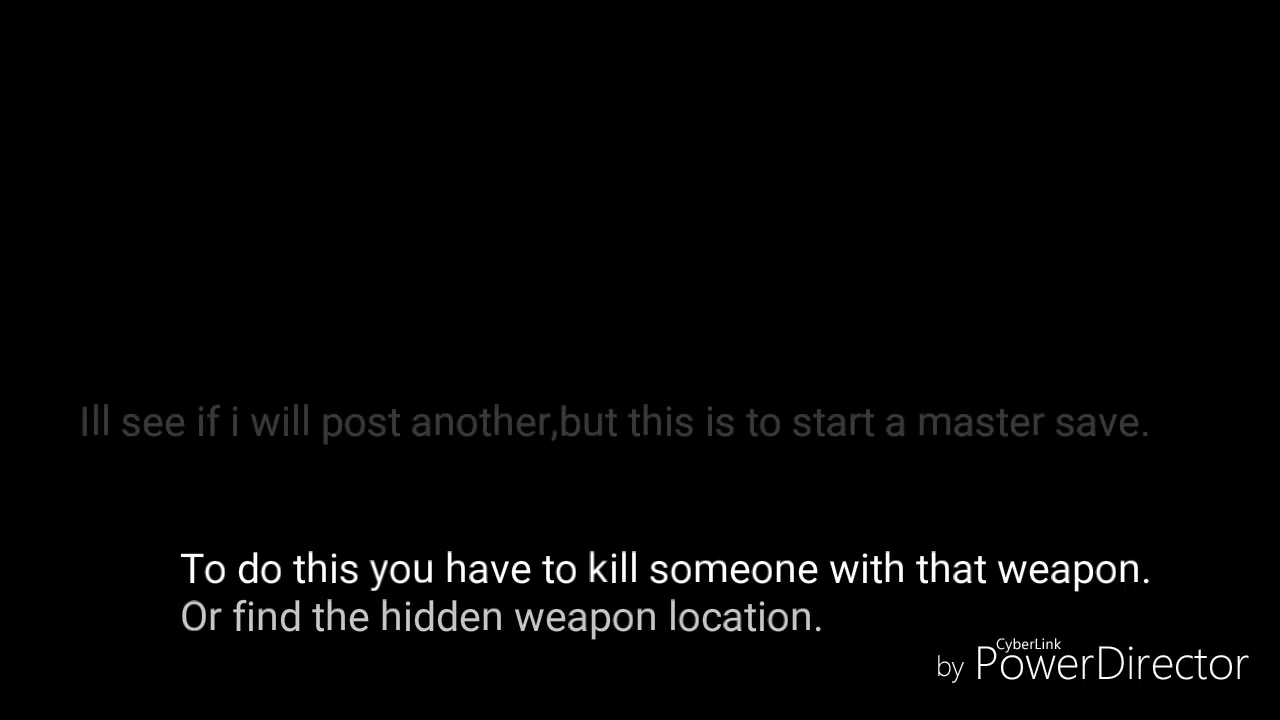 Ill see if i will post another,but this is to start a master save.
To do this you have to kill someone with that weapon.
Or find the hidden weapon location.
CyberLink
by PowerDirector